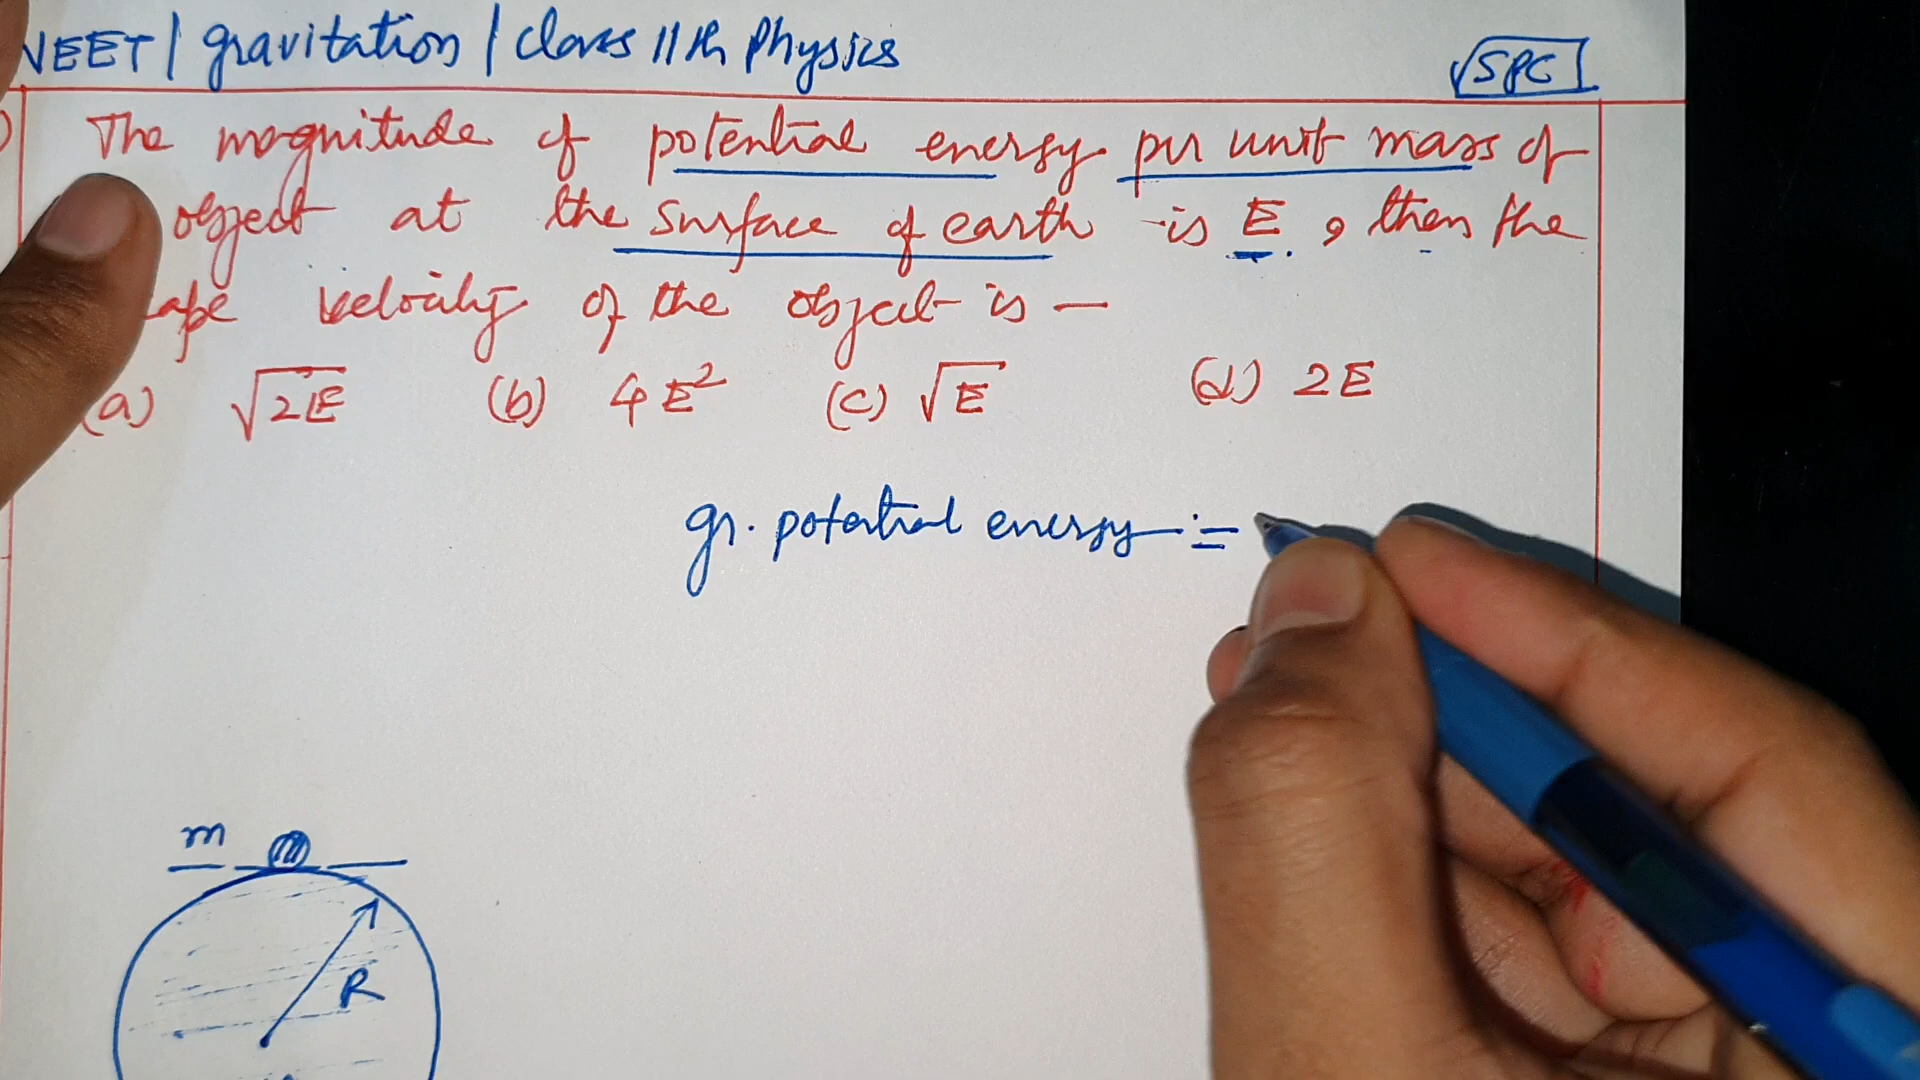 NEET | gravitation | Class 11th Physics
√SPC
The magnitude of potential energy per unit mass of
object at the surface of earth is E, then the
velocity of the object is —
(a) √2E (b) 4E² (c) √E (d) 2E
gr. potential energy :=
m
R